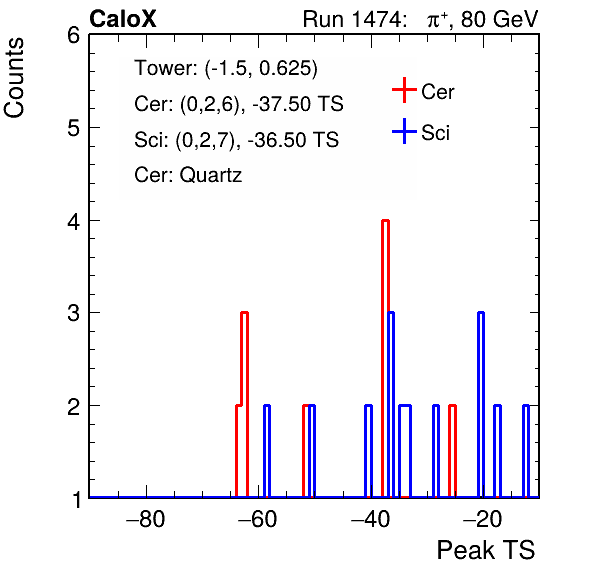 CaloX Run 1474: π⁺, 80 GeV
Counts
6
5
4
3
2
1
Tower: (-1.5, 0.625)
Cer: (0,2,6), -37.50 TS
Sci: (0,2,7), -36.50 TS
Cer: Quartz
Cer
Sci
−80 −60 −40 −20
Peak TS